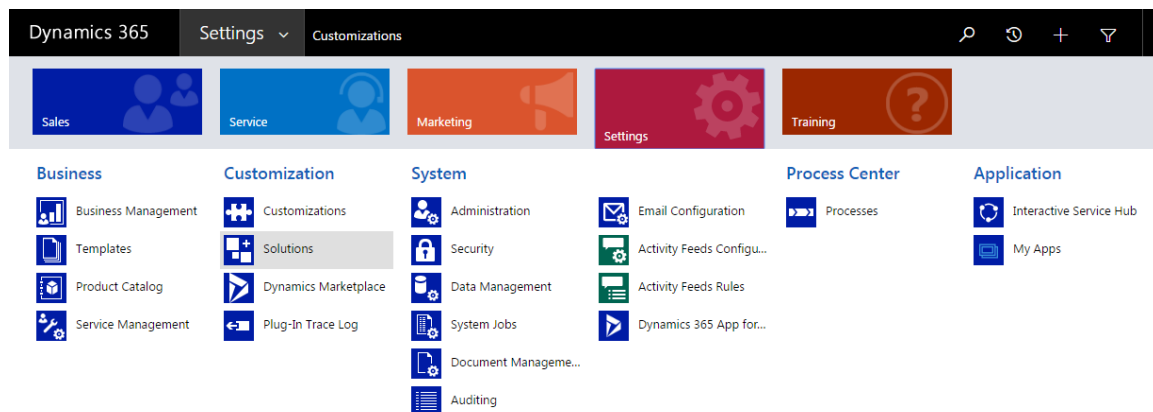 Dynamics 365 Settings Customizations
Sales Service Marketing Settings Training
Business Customization System Process Center Application
Business Management Customizations Administration Email Configuration Processes Interactive Service Hub
Templates Solutions Security Activity Feeds Configu... My Apps
Product Catalog Dynamics Marketplace Data Management Activity Feeds Rules
Service Management Plug-In Trace Log System Jobs Dynamics 365 App for...
Document Manageme...
Auditing